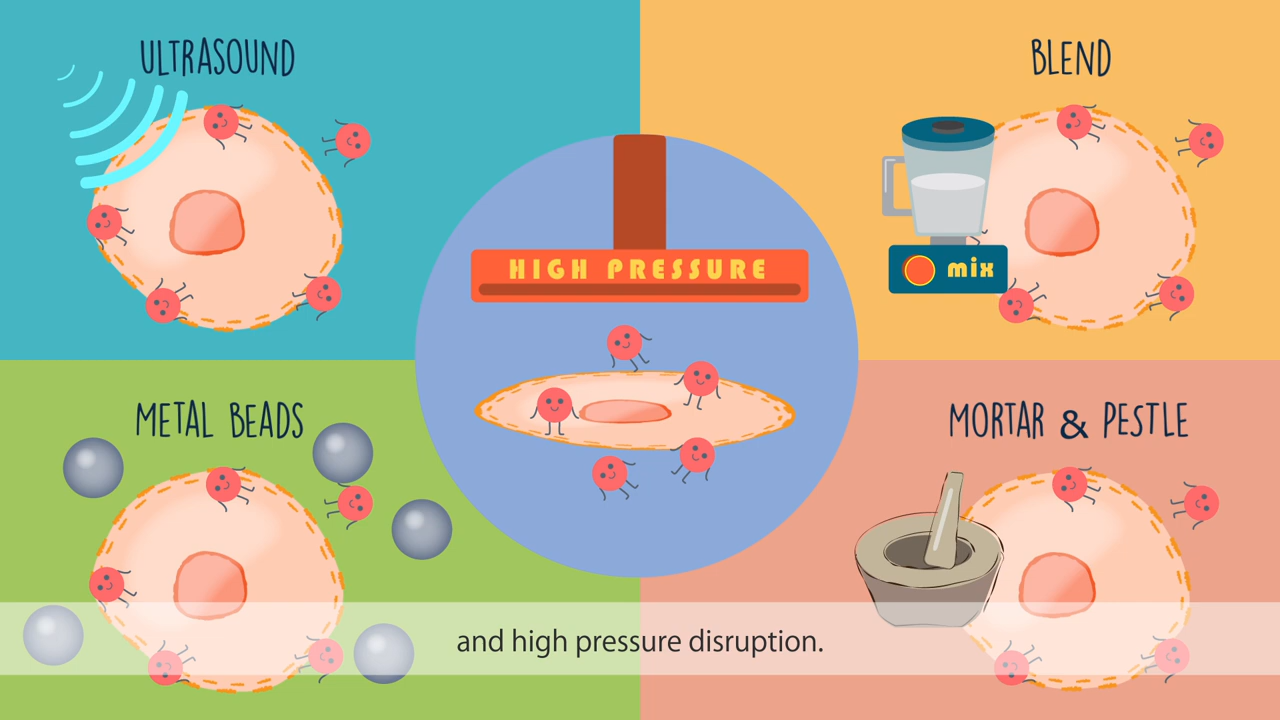 ULTRASOUND
BLEND
HIGH PRESSURE
mix
METAL BEADS
MORTAR & PESTLE
and high pressure disruption.